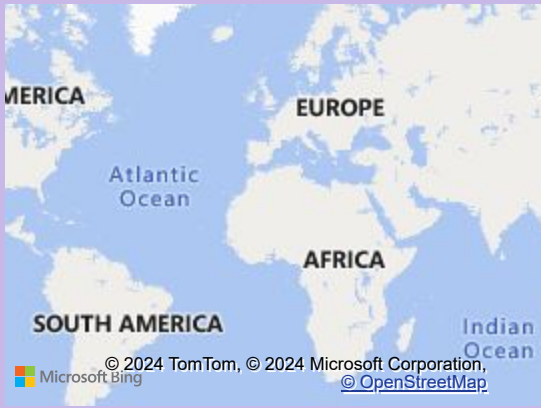 MERICA
EUROPE
Atlantic
Ocean
AFRICA
SOUTH AMERICA
Indian
Ocean
© 2024 TomTom, © 2024 Microsoft Corporation,
Microsoft Bing
© OpenStreetMap